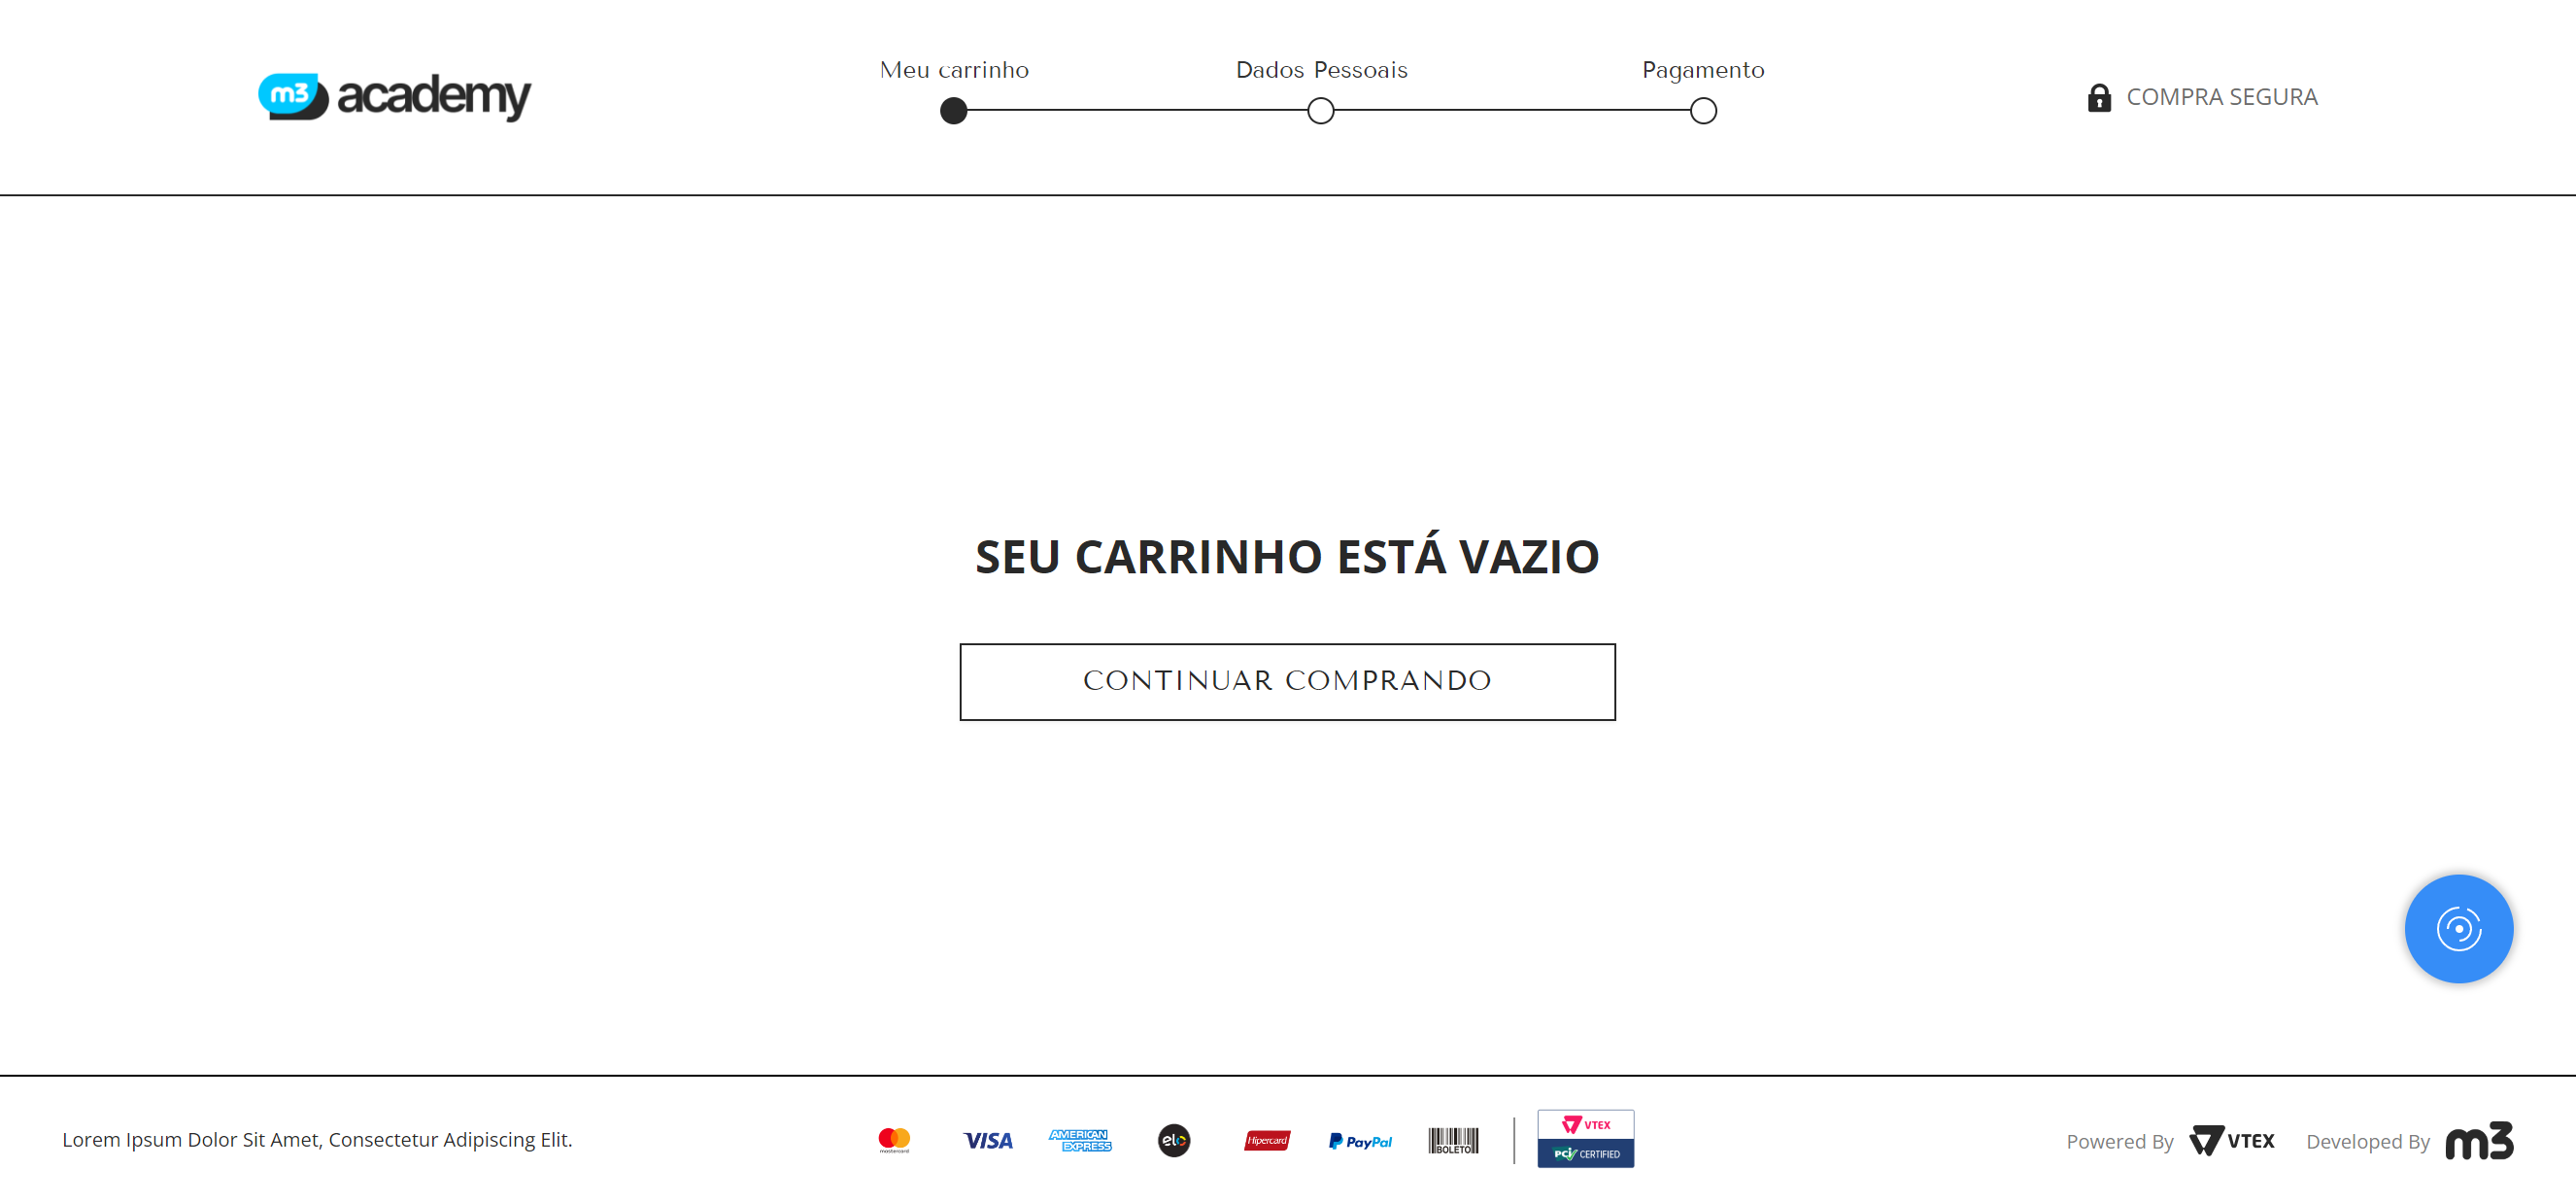 m3 academy
Meu carrinho
Dados Pessoais
Pagamento
COMPRA SEGURA
SEU CARRINHO ESTÁ VAZIO
CONTINUAR COMPRANDO
Lorem Ipsum Dolor Sit Amet, Consectetur Adipiscing Elit.
mastercard
VISA
AMERICAN
EXPRESS
elo
Hipercard
PayPal
BOLETO
VTEX
PCI CERTIFIED
Powered By
VTEX
Developed By
m3